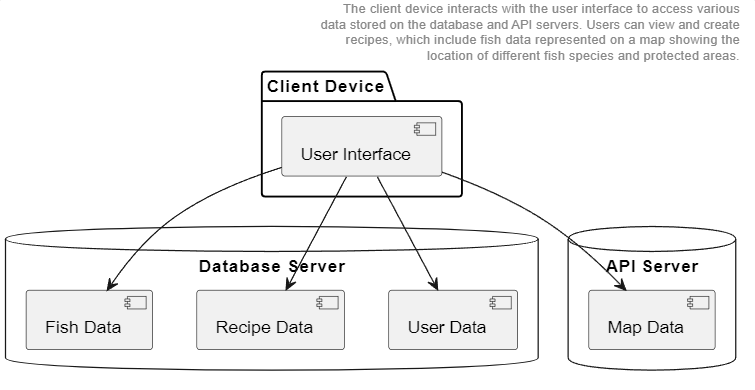 The client device interacts with the user interface to access various
data stored on the database and API servers. Users can view and create
recipes, which include fish data represented on a map showing the
location of different fish species and protected areas.
Client Device
User Interface
Database Server
API Server
Fish Data
Recipe Data
User Data
Map Data